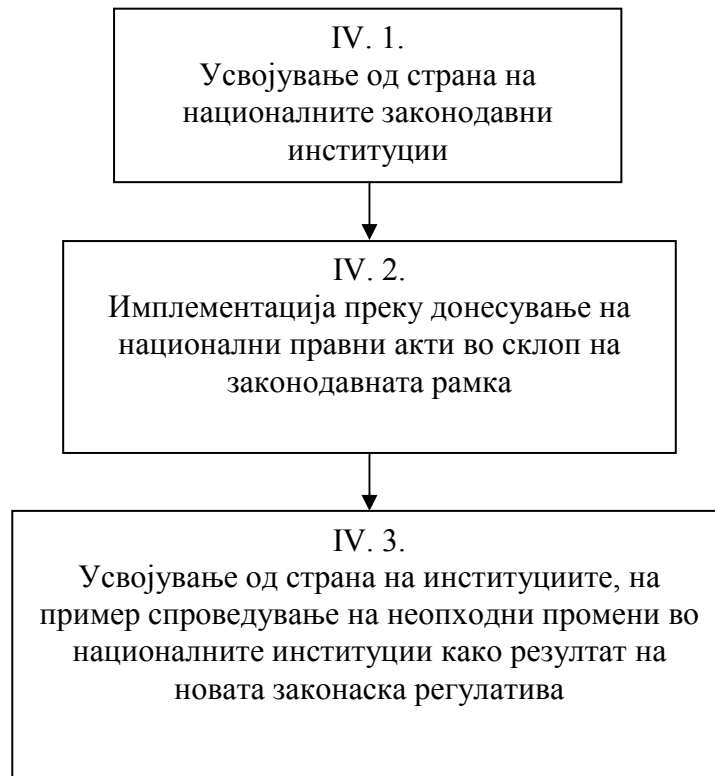 IV. 1.
Усвојување од страна на
националните законодавни
институции
IV. 2.
Имплементација преку донесување на
национални правни акти во склоп на
законодавната рамка
IV. 3.
Усвојување од страна на институциите, на
пример спроведување на неопходни промени во
националните институции како резултат на
новата законаска регулатива